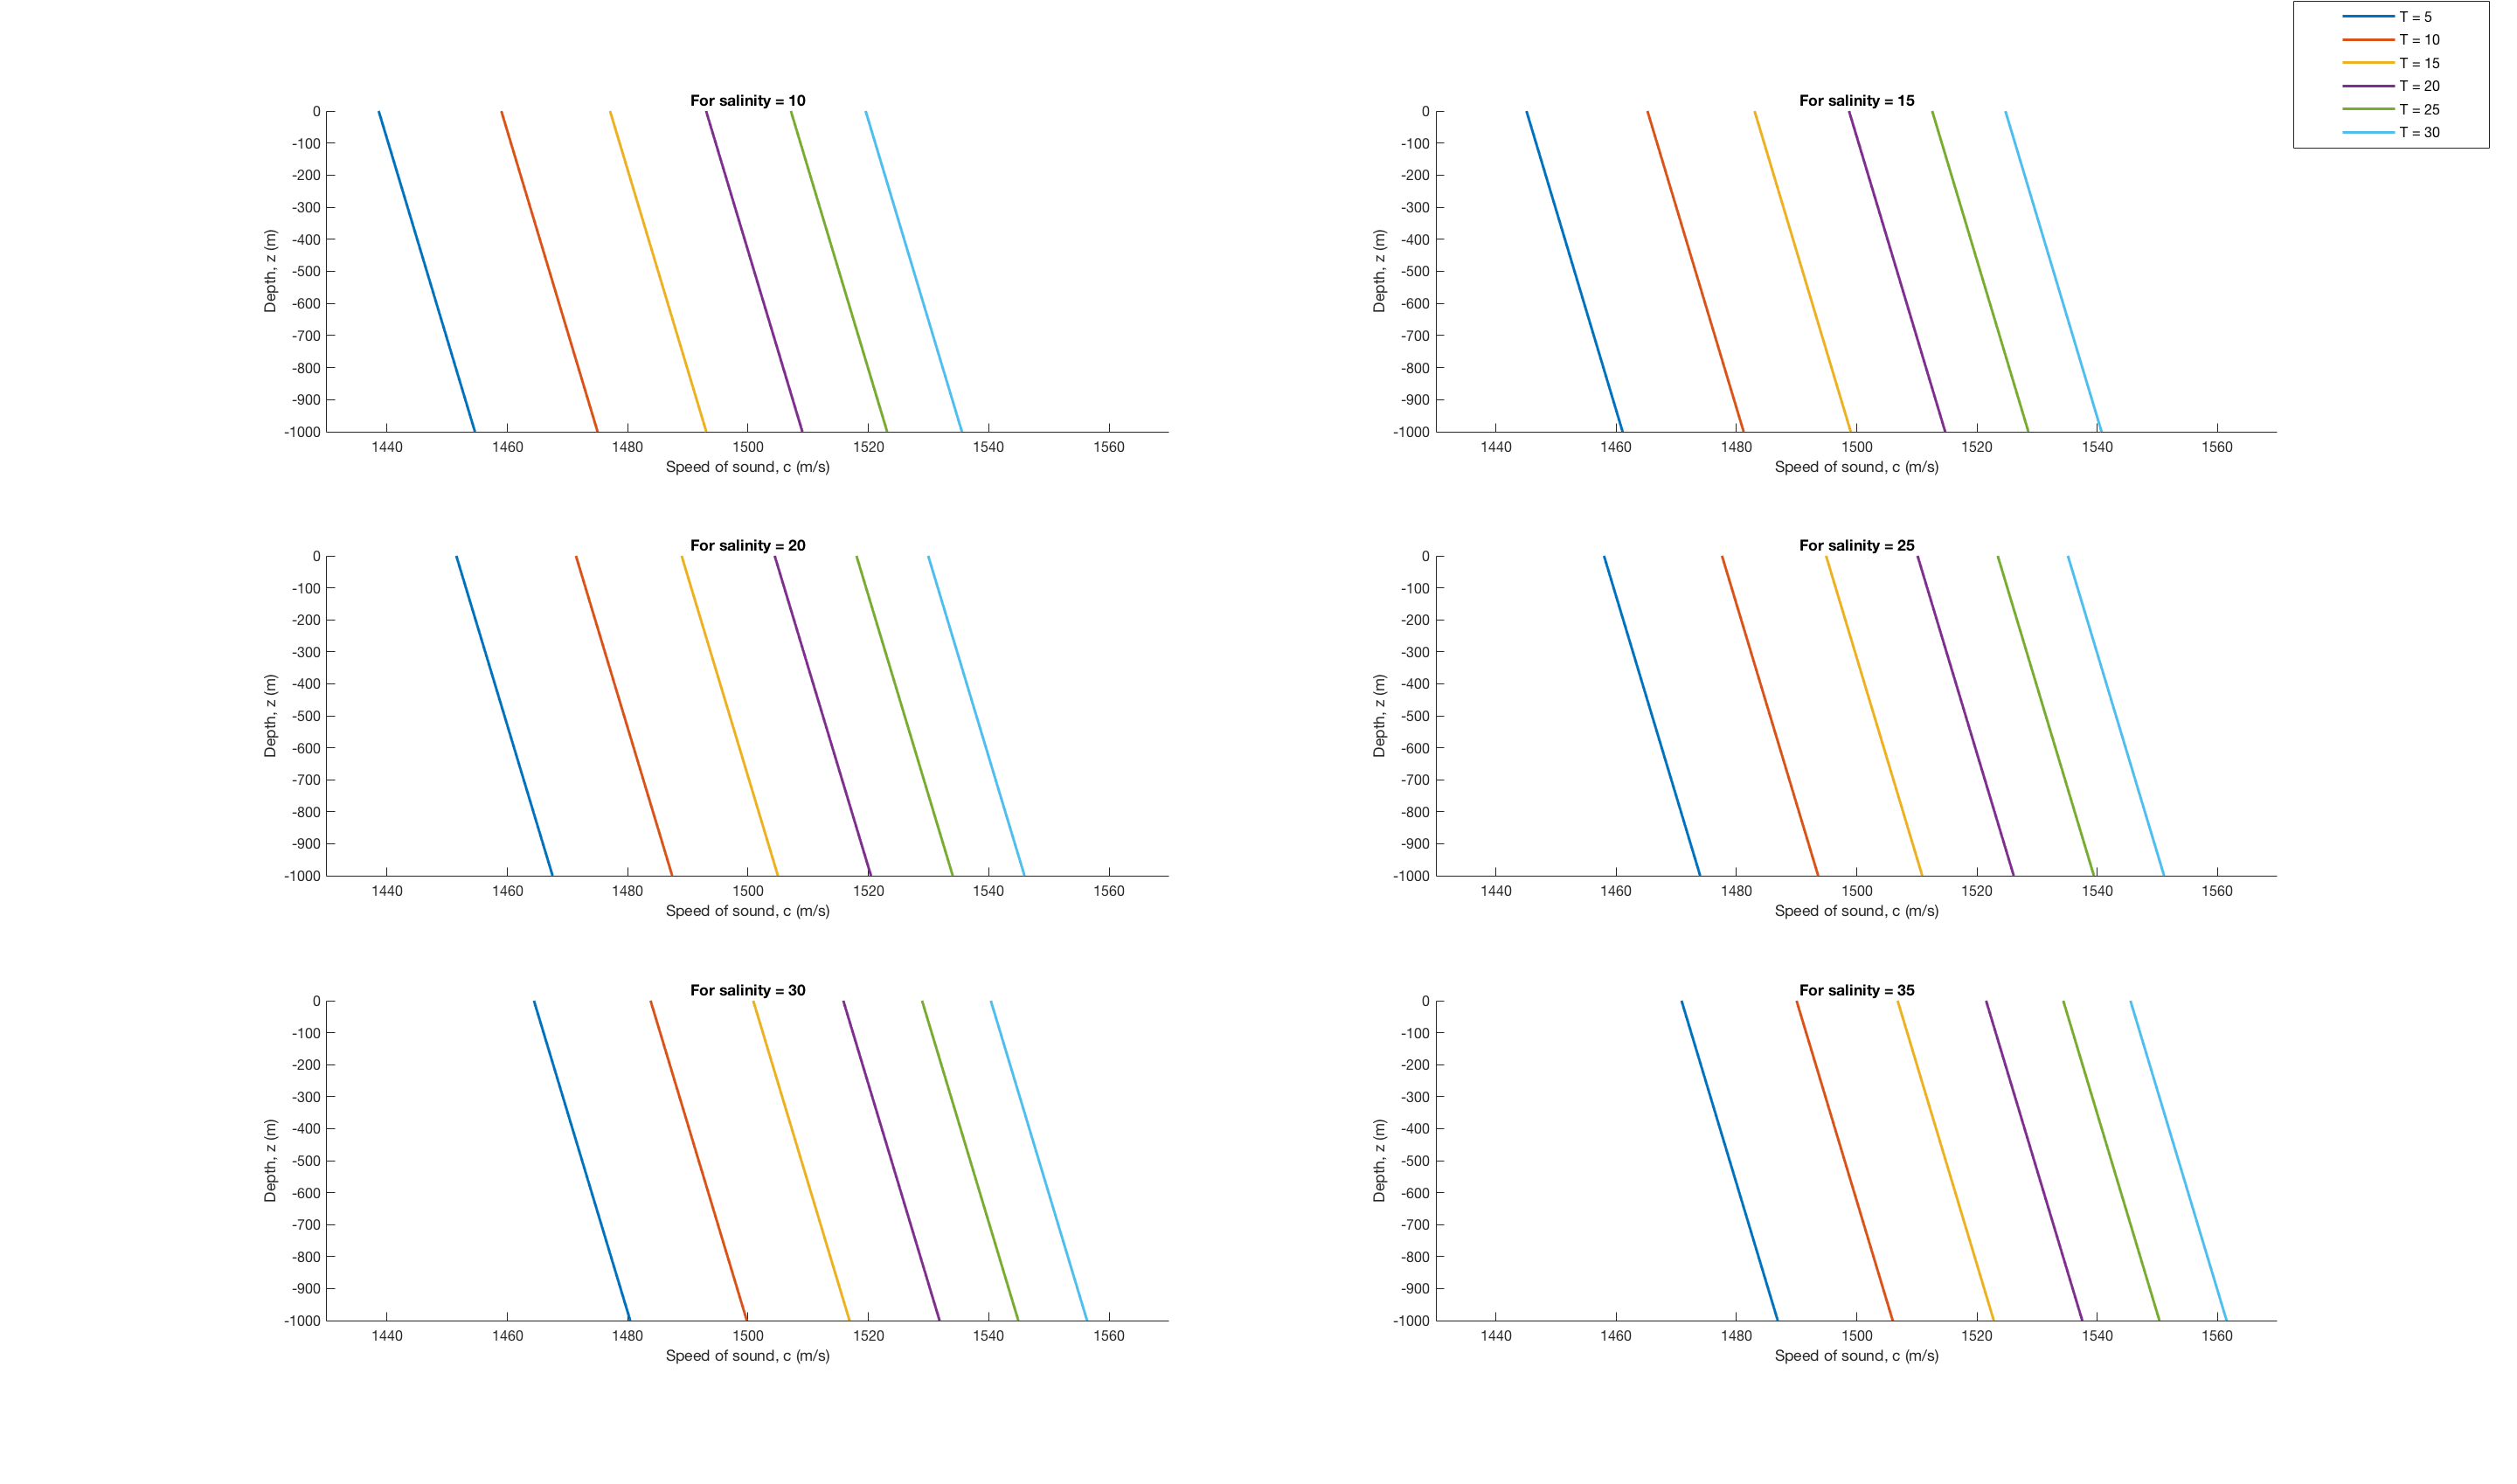 T = 5
T = 10
T = 15
T = 20
T = 25
T = 30
For salinity = 10
0
-100
-200
-300
-400
-500
-600
-700
-800
-900
-1000
Depth, z (m)
1440 1460 1480 1500 1520 1540 1560
Speed of sound, c (m/s)
For salinity = 15
0
-100
-200
-300
-400
-500
-600
-700
-800
-900
-1000
Depth, z (m)
1440 1460 1480 1500 1520 1540 1560
Speed of sound, c (m/s)
For salinity = 20
0
-100
-200
-300
-400
-500
-600
-700
-800
-900
-1000
Depth, z (m)
1440 1460 1480 1500 1520 1540 1560
Speed of sound, c (m/s)
For salinity = 25
0
-100
-200
-300
-400
-500
-600
-700
-800
-900
-1000
Depth, z (m)
1440 1460 1480 1500 1520 1540 1560
Speed of sound, c (m/s)
For salinity = 30
0
-100
-200
-300
-400
-500
-600
-700
-800
-900
-1000
Depth, z (m)
1440 1460 1480 1500 1520 1540 1560
Speed of sound, c (m/s)
For salinity = 35
0
-100
-200
-300
-400
-500
-600
-700
-800
-900
-1000
Depth, z (m)
1440 1460 1480 1500 1520 1540 1560
Speed of sound, c (m/s)